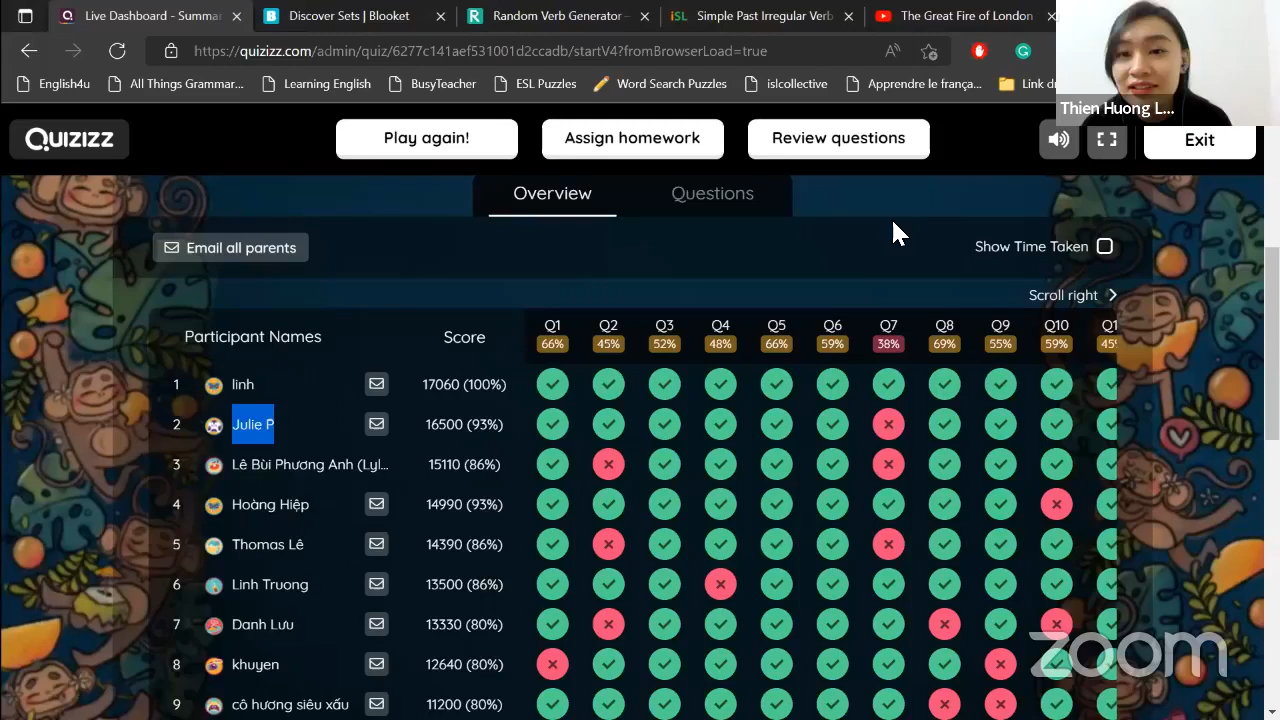 Live Dashboard - Summar
Discover Sets | Blooket
Random Verb Generator -
iSL Simple Past Irregular Verb
The Great Fire of London
https://quizizz.com/admin/quiz/6277c141aef531001d2ccadb/startV4?fromBrowserLoad=true
English4u
All Things Grammar...
Learning English
BusyTeacher
ESL Puzzles
Word Search Puzzles
islcollective
Apprendre le frança...
Link d
Thien Huong L...
QUIZIZZ
Play again!
Assign homework
Review questions
Exit
Overview
Questions
Email all parents
Show Time Taken
Scroll right
Participant Names Score Q1 Q2 Q3 Q4 Q5 Q6 Q7 Q8 Q9 Q10 Q1
66% 45% 52% 48% 66% 59% 38% 69% 55% 59% 45%
1 linh 17060 (100%)
2 Julie P 16500 (93%)
3 Lê Bùi Phương Anh (Lyl... 15110 (86%)
4 Hoàng Hiệp 14990 (93%)
5 Thomas Lê 14390 (86%)
6 Linh Truong 13500 (86%)
7 Danh Lưu 13330 (80%)
8 khuyen 12640 (80%)
9 cô hương siêu xấu 11200 (80%)
zoom